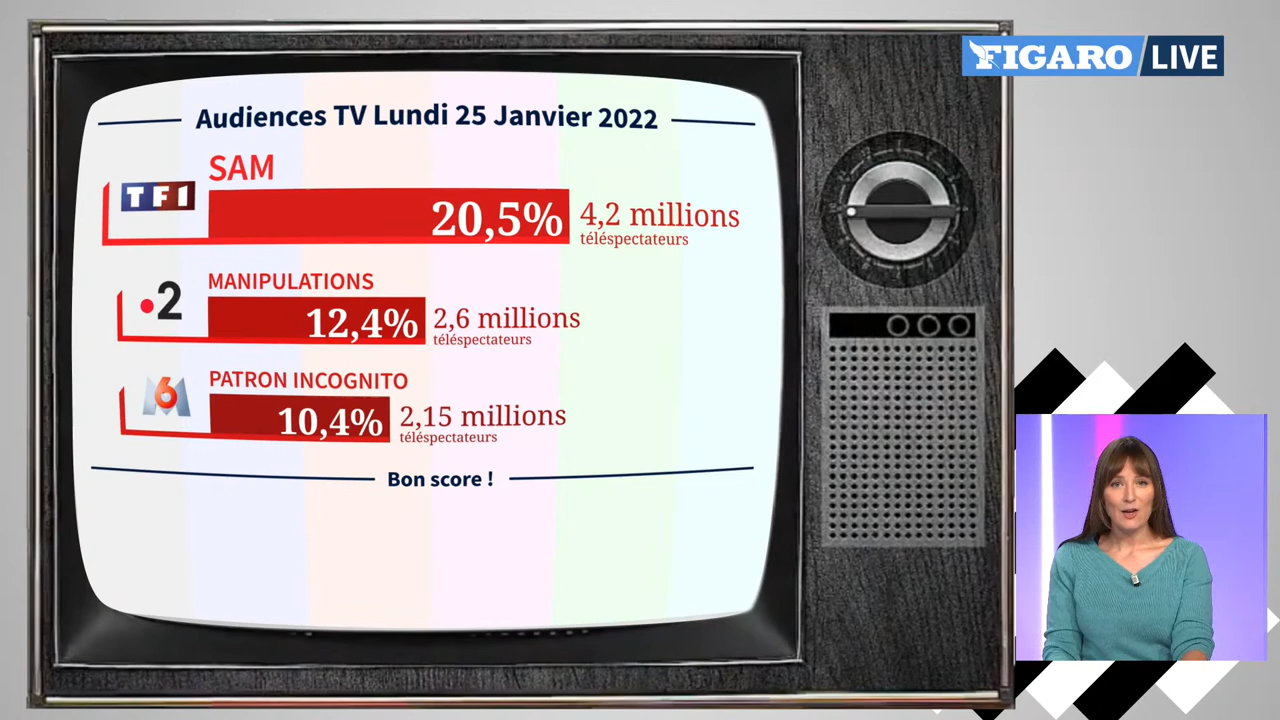 FIGARO LIVE
Audiences TV Lundi 25 Janvier 2022
SAM
TF1
20,5%
4,2 millions
téléspectateurs
MANIPULATIONS
2
12,4%
2,6 millions
téléspectateurs
PATRON INCOGNITO
M6
10,4%
2,15 millions
téléspectateurs
Bon score !